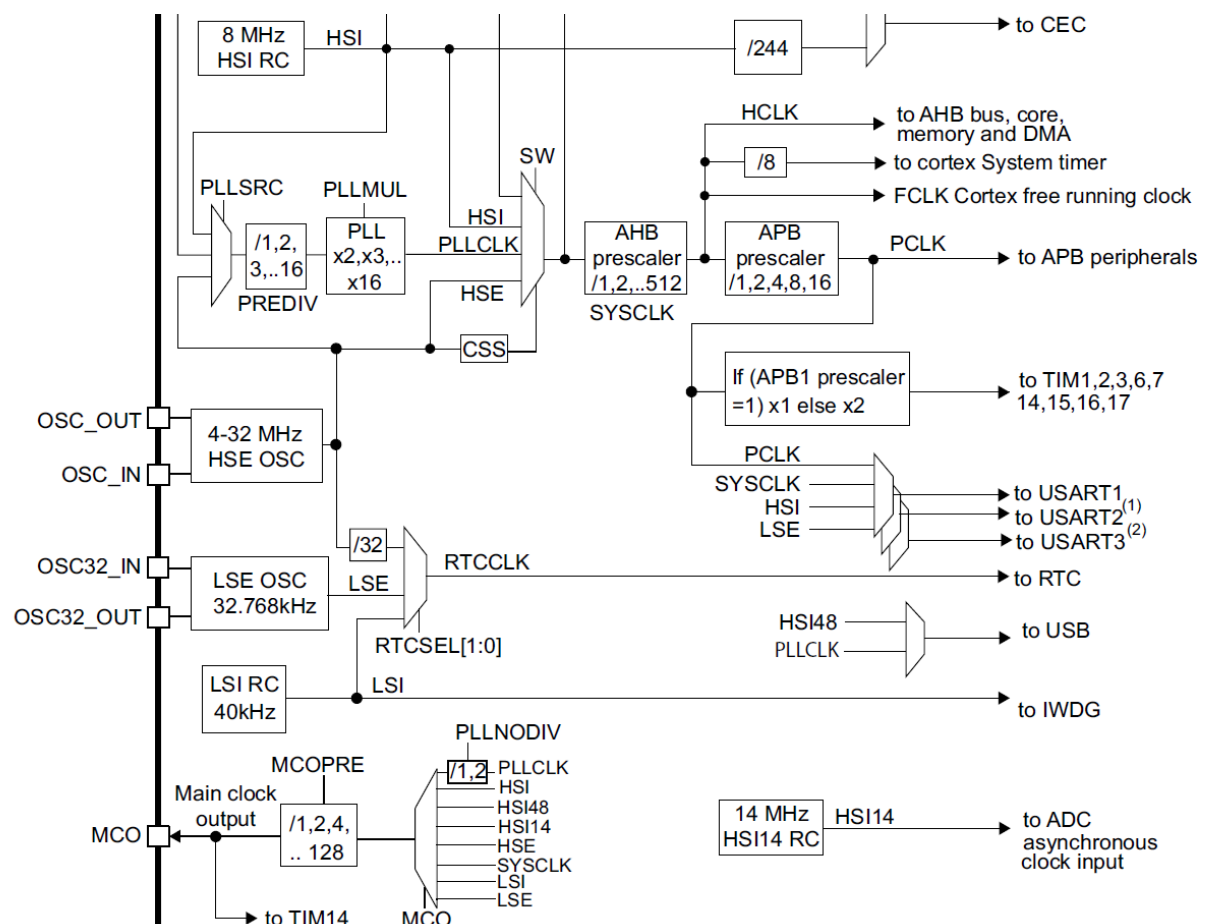 8 MHz
HSI RC
HSI
/244
to CEC
HCLK
to AHB bus, core,
memory and DMA
/8
to cortex System timer
FCLK Cortex free running clock
SW
PLLSRC
PLLMUL
/1,2,
3,..16
PREDIV
PLL
x2,x3,..
x16
HSI
PLLCLK
HSE
AHB
prescaler
/1,2,..512
SYSCLK
APB
prescaler
/1,2,4,8,16
PCLK
to APB peripherals
CSS
If (APB1 prescaler
=1) x1 else x2
to TIM1,2,3,6,7
14,15,16,17
OSC_OUT
OSC_IN
4-32 MHz
HSE OSC
PCLK
SYSCLK
HSI
LSE
to USART1
to USART2(1)
to USART3(2)
/32
OSC32_IN
OSC32_OUT
LSE OSC
32.768kHz
LSE
RTCCLK
to RTC
RTCSEL[1:0]
HSI48
PLLCLK
to USB
LSI RC
40kHz
LSI
to IWDG
PLLNODIV
/1,2
PLLCLK
HSI
HSI48
HSI14
HSE
SYSCLK
LSI
LSE
MCO
MCOPRE
/1,2,4,
.. 128
Main clock
output
MCO
to TIM14
14 MHz
HSI14 RC
HSI14
to ADC
asynchronous
clock input